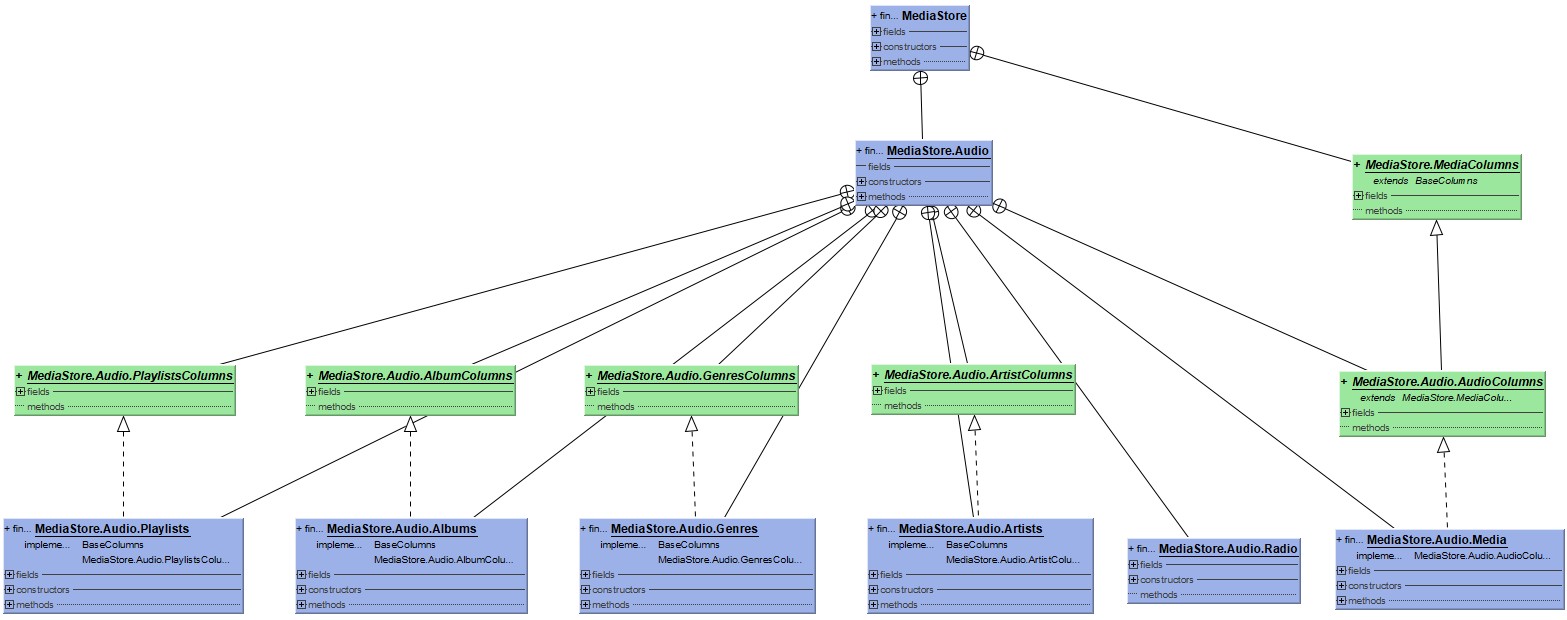 + fin... MediaStore
fields
constructors
methods
+ fin... MediaStore.Audio
fields
constructors
methods
+ MediaStore.MediaColumns
extends BaseColumns
fields
methods
+ MediaStore.Audio.PlaylistsColumns
fields
methods
+ MediaStore.Audio.AlbumColumns
fields
methods
+ MediaStore.Audio.GenresColumns
fields
methods
+ MediaStore.Audio.ArtistColumns
fields
methods
+ MediaStore.Audio.AudioColumns
extends MediaStore.MediaColu...
fields
methods
+ fin... MediaStore.Audio.Playlists
impleme... BaseColumns
MediaStore.Audio.PlaylistsColu...
fields
constructors
methods
+ fin... MediaStore.Audio.Albums
impleme... BaseColumns
MediaStore.Audio.AlbumColu...
fields
constructors
methods
+ fin... MediaStore.Audio.Genres
impleme... BaseColumns
MediaStore.Audio.GenresColu...
fields
constructors
methods
+ fin... MediaStore.Audio.Artists
impleme... BaseColumns
MediaStore.Audio.ArtistColu...
fields
constructors
methods
+ fin... MediaStore.Audio.Radio
fields
constructors
methods
+ fin... MediaStore.Audio.Media
impleme... MediaStore.Audio.AudioColu...
fields
constructors
methods